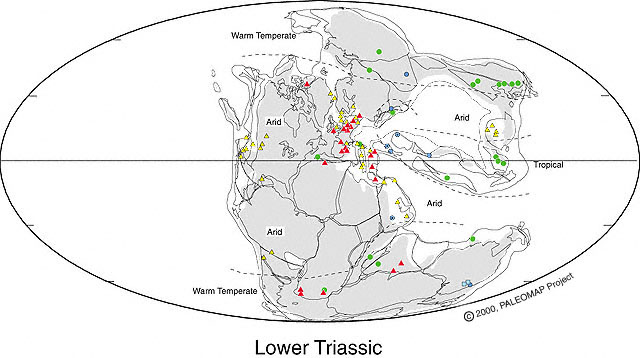 Warm Temperate
Arid
Arid
Tropical
Arid
Arid
Warm Temperate
© 2000, PALEOMAP Project
Lower Triassic